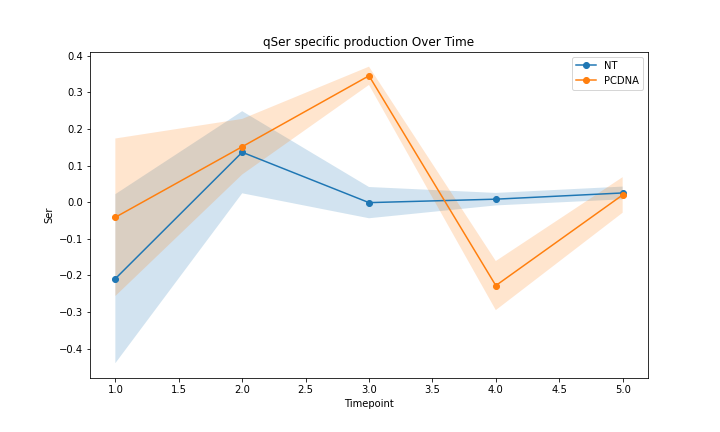 qSer specific production Over Time
NT
PCDNA
Ser
0.4
0.3
0.2
0.1
0.0
−0.1
−0.2
−0.3
−0.4
1.0 1.5 2.0 2.5 3.0 3.5 4.0 4.5 5.0
Timepoint